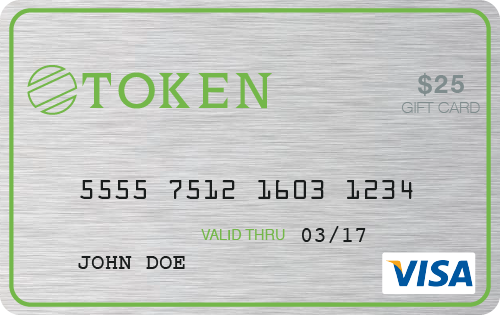 TOKEN
$25
GIFT CARD
5555 7512 1603 1234
VALID THRU 03/17
JOHN DOE
VISA